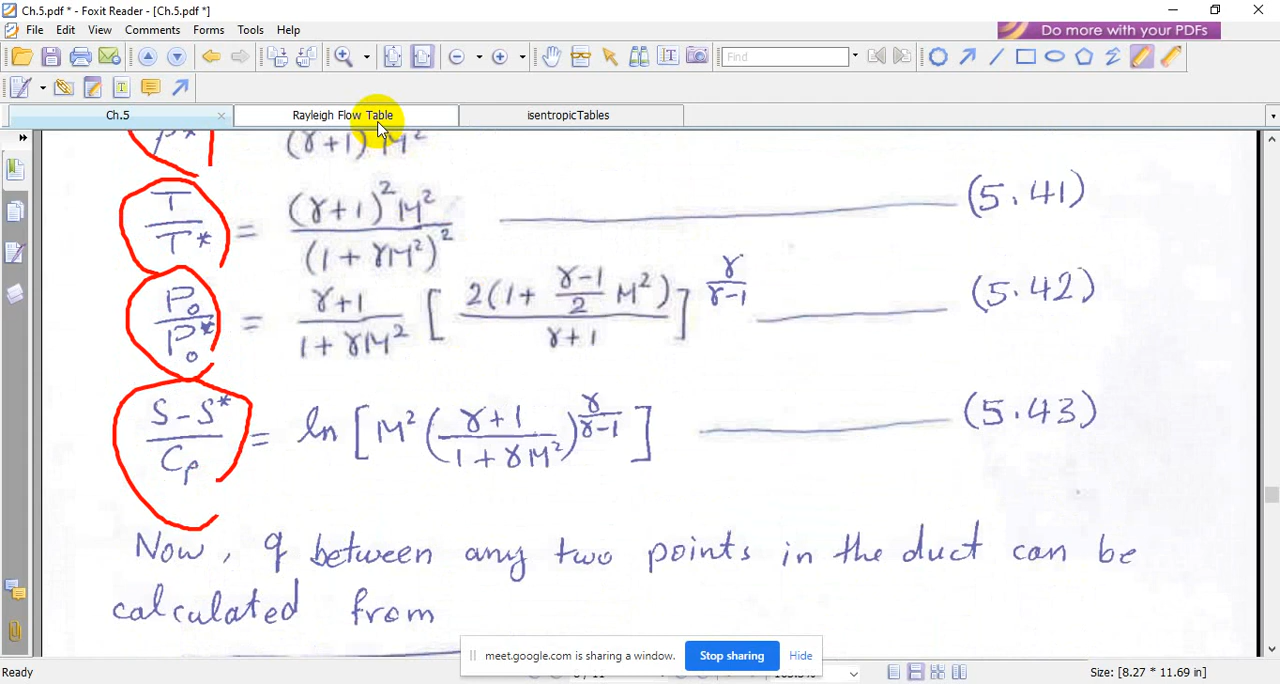 Ch.5.pdf * - Foxit Reader - [Ch.5.pdf *]
File Edit View Comments Forms Tools Help
Do more with your PDFs
Find
Ch.5 Rayleigh Flow Table isentropicTables
P* (γ+1)M²
T/T* = (γ+1)²M² / (1+γM²)² (5.41)
P₀/P₀* = γ+1 / 1+γM² [ 2(1+ γ-1/2 M²) / γ+1 ] γ/γ-1 (5.42)
S-S*/Cp = ln [ M² ( γ+1 / 1+γM² ) γ/γ-1 ] (5.43)
Now, q between any two points in the duct can be
calculated from
meet.google.com is sharing a window. Stop sharing Hide
Ready Size: [8.27 * 11.69 in]